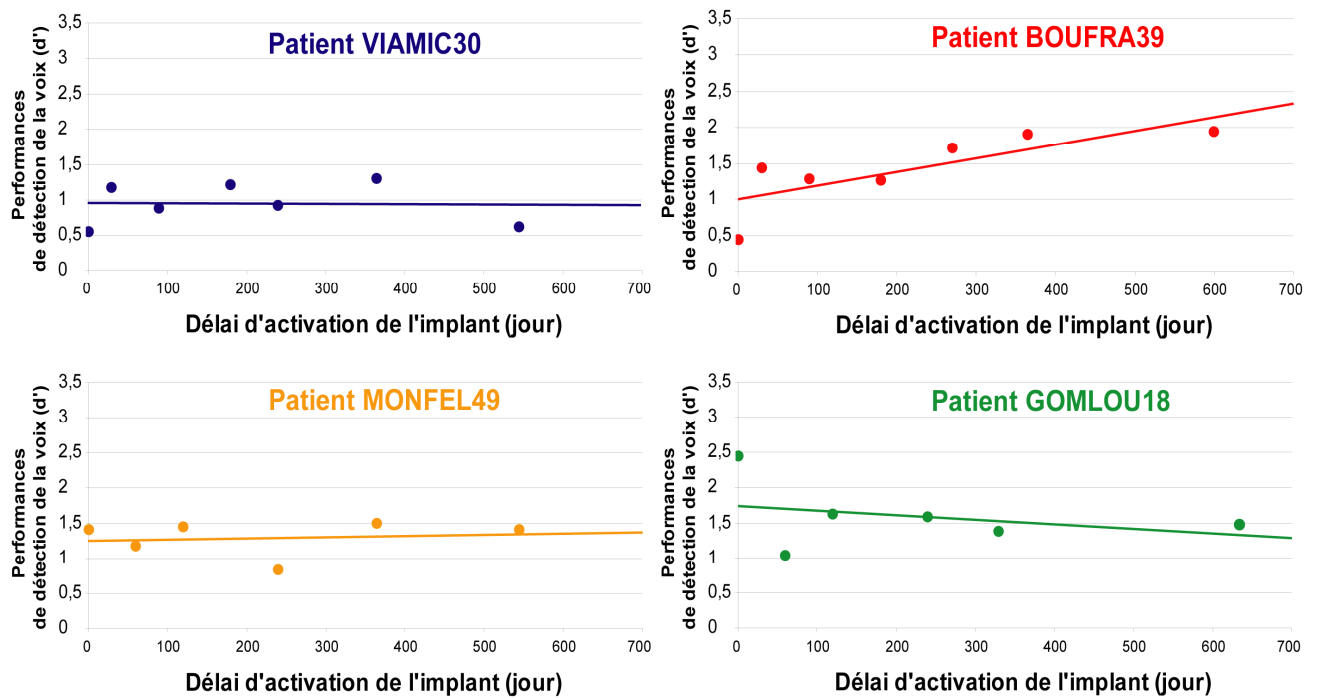 Patient VIAMIC30
Performances
de détection de la voix (d')
3,5
3
2,5
2
1,5
1
0,5
0
0 100 200 300 400 500 600 700
Délai d'activation de l'implant (jour)
Patient BOUFRA39
Performances
de détection de la voix (d')
3,5
3
2,5
2
1,5
1
0,5
0
0 100 200 300 400 500 600 700
Délai d'activation de l'implant (jour)
Patient MONFEL49
Performances
de détection de la voix (d')
3,5
3
2,5
2
1,5
1
0,5
0
0 100 200 300 400 500 600 700
Délai d'activation de l'implant (jour)
Patient GOMLOU18
Performances
de détection de la voix (d')
3,5
3
2,5
2
1,5
1
0,5
0
0 100 200 300 400 500 600 700
Délai d'activation de l'implant (jour)